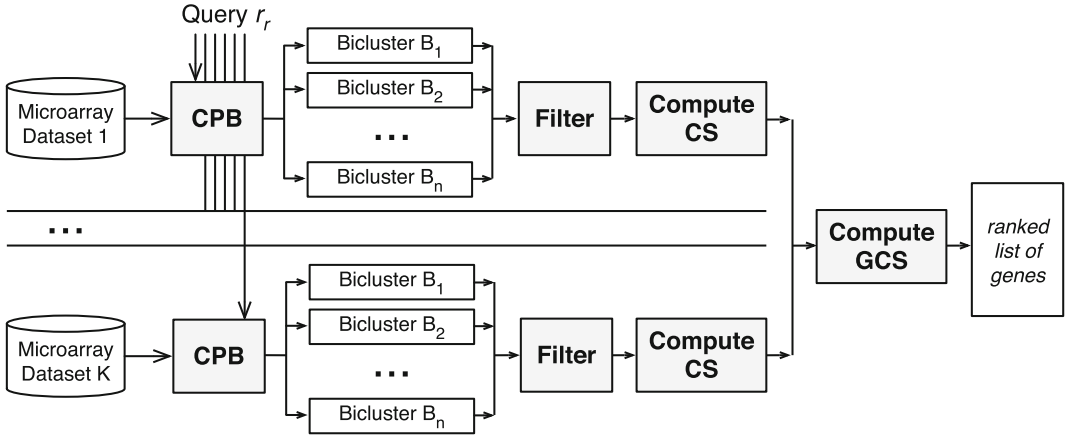 Query r_r
Microarray
Dataset 1
CPB
Bicluster B_1
Bicluster B_2
...
Bicluster B_n
Filter
Compute
CS
...
Compute
GCS
ranked
list of
genes
Microarray
Dataset K
CPB
Bicluster B_1
Bicluster B_2
...
Bicluster B_n
Filter
Compute
CS